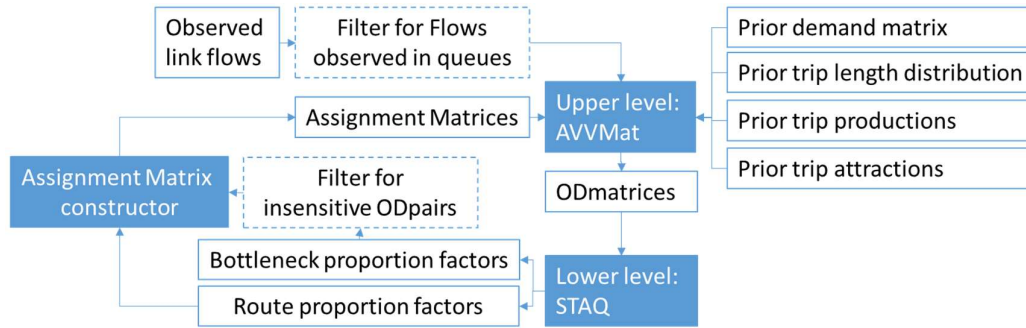 Observed
link flows
Filter for Flows
observed in queues
Prior demand matrix
Prior trip length distribution
Prior trip productions
Prior trip attractions
Upper level:
AVVMat
Assignment Matrices
Assignment Matrix
constructor
Filter for
insensitive ODpairs
ODmatrices
Bottleneck proportion factors
Route proportion factors
Lower level:
STAQ